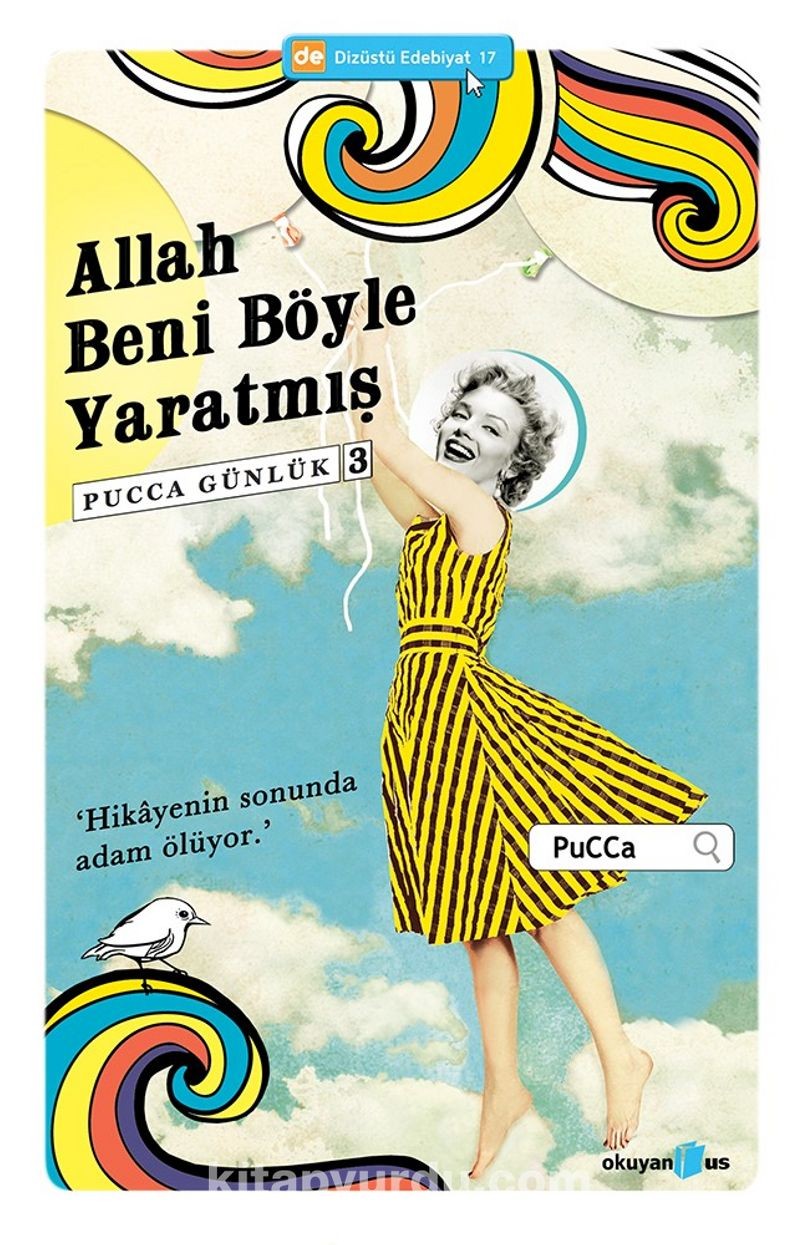 de Dizüstü Edebiyat 17
Allah
Beni Böyle
Yaratmış
PUCCA GÜNLÜK 3
'Hikâyenin sonunda
adam ölüyor.'
PuCCa
okuyan us
kitapyurdu.com